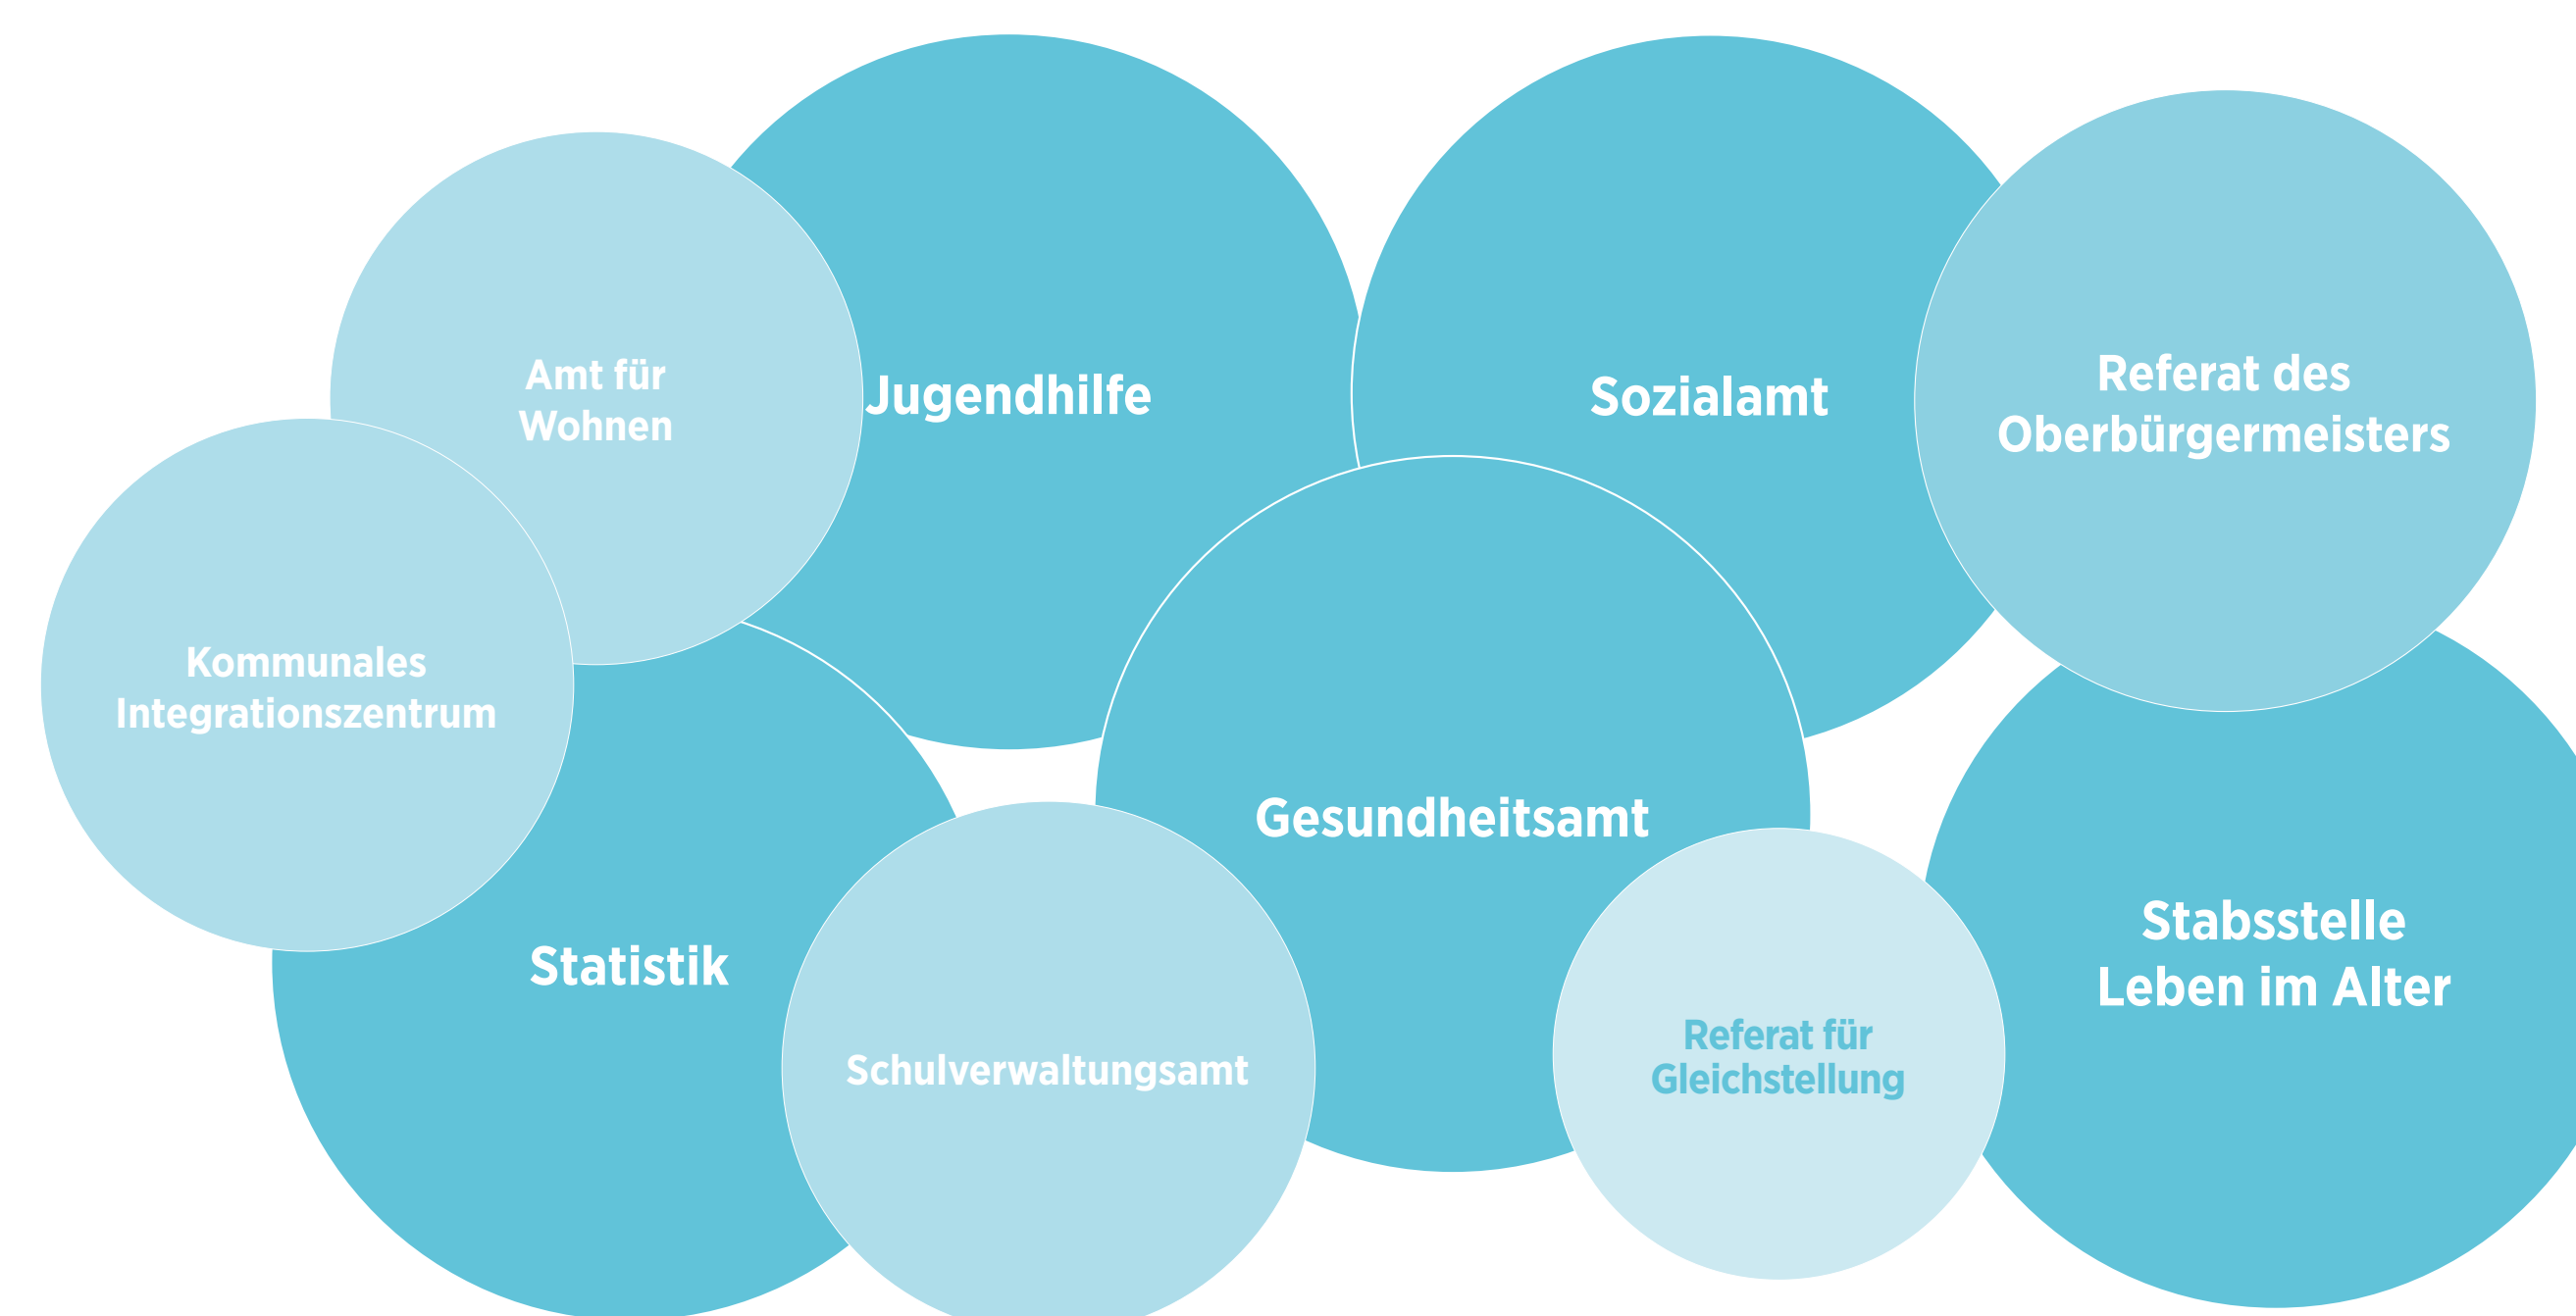 Amt für
Wohnen
Jugendhilfe
Sozialamt
Referat des
Oberbürgermeisters
Kommunales
Integrationszentrum
Gesundheitsamt
Statistik
Stabsstelle
Leben im Alter
Schulverwaltungsamt
Referat für
Gleichstellung